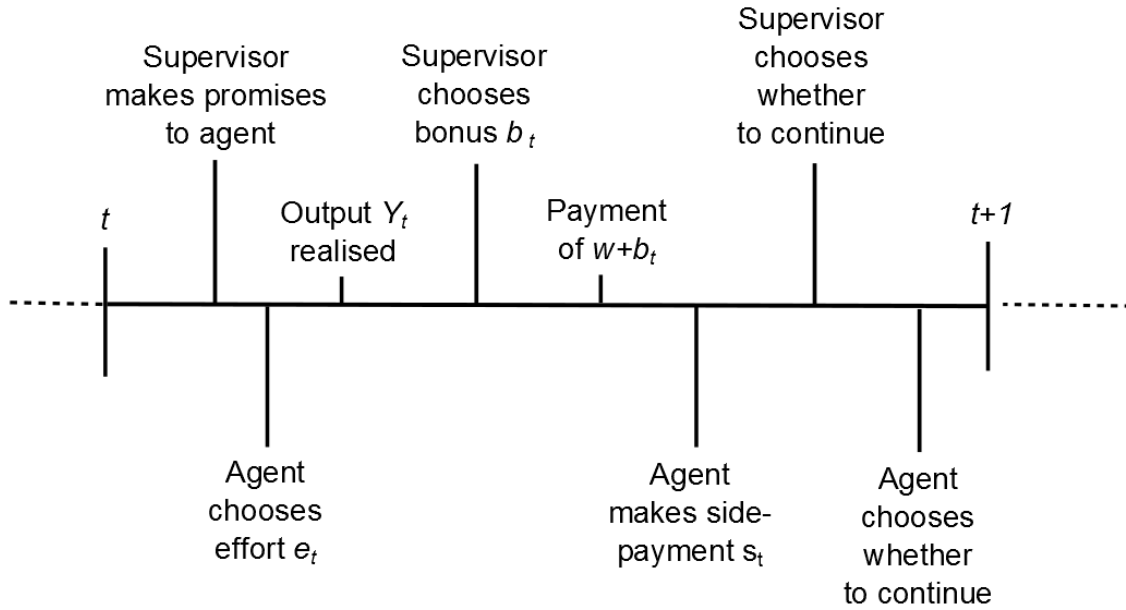 Supervisor
makes promises
to agent
Supervisor
chooses
bonus b t
Supervisor
chooses
whether
to continue
t
Output Yt
realised
Payment
of w+bt
t+1
Agent
chooses
effort et
Agent
makes side-
payment st
Agent
chooses
whether
to continue